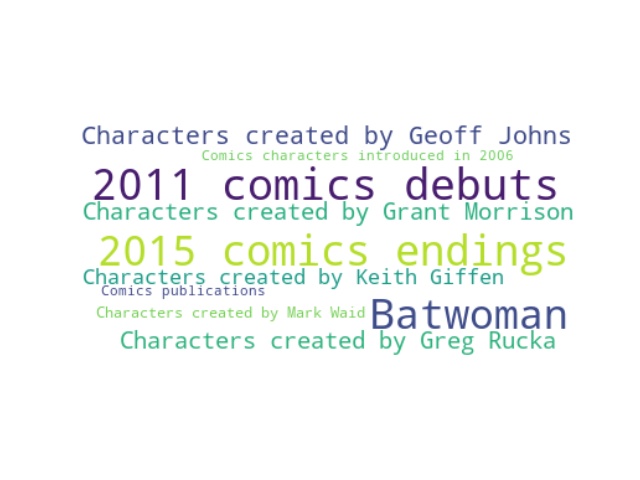 Characters created by Geoff Johns
Comics characters introduced in 2006
2011 comics debuts
Characters created by Grant Morrison
2015 comics endings
Characters created by Keith Giffen
Comics publications
Characters created by Mark Waid
Batwoman
Characters created by Greg Rucka